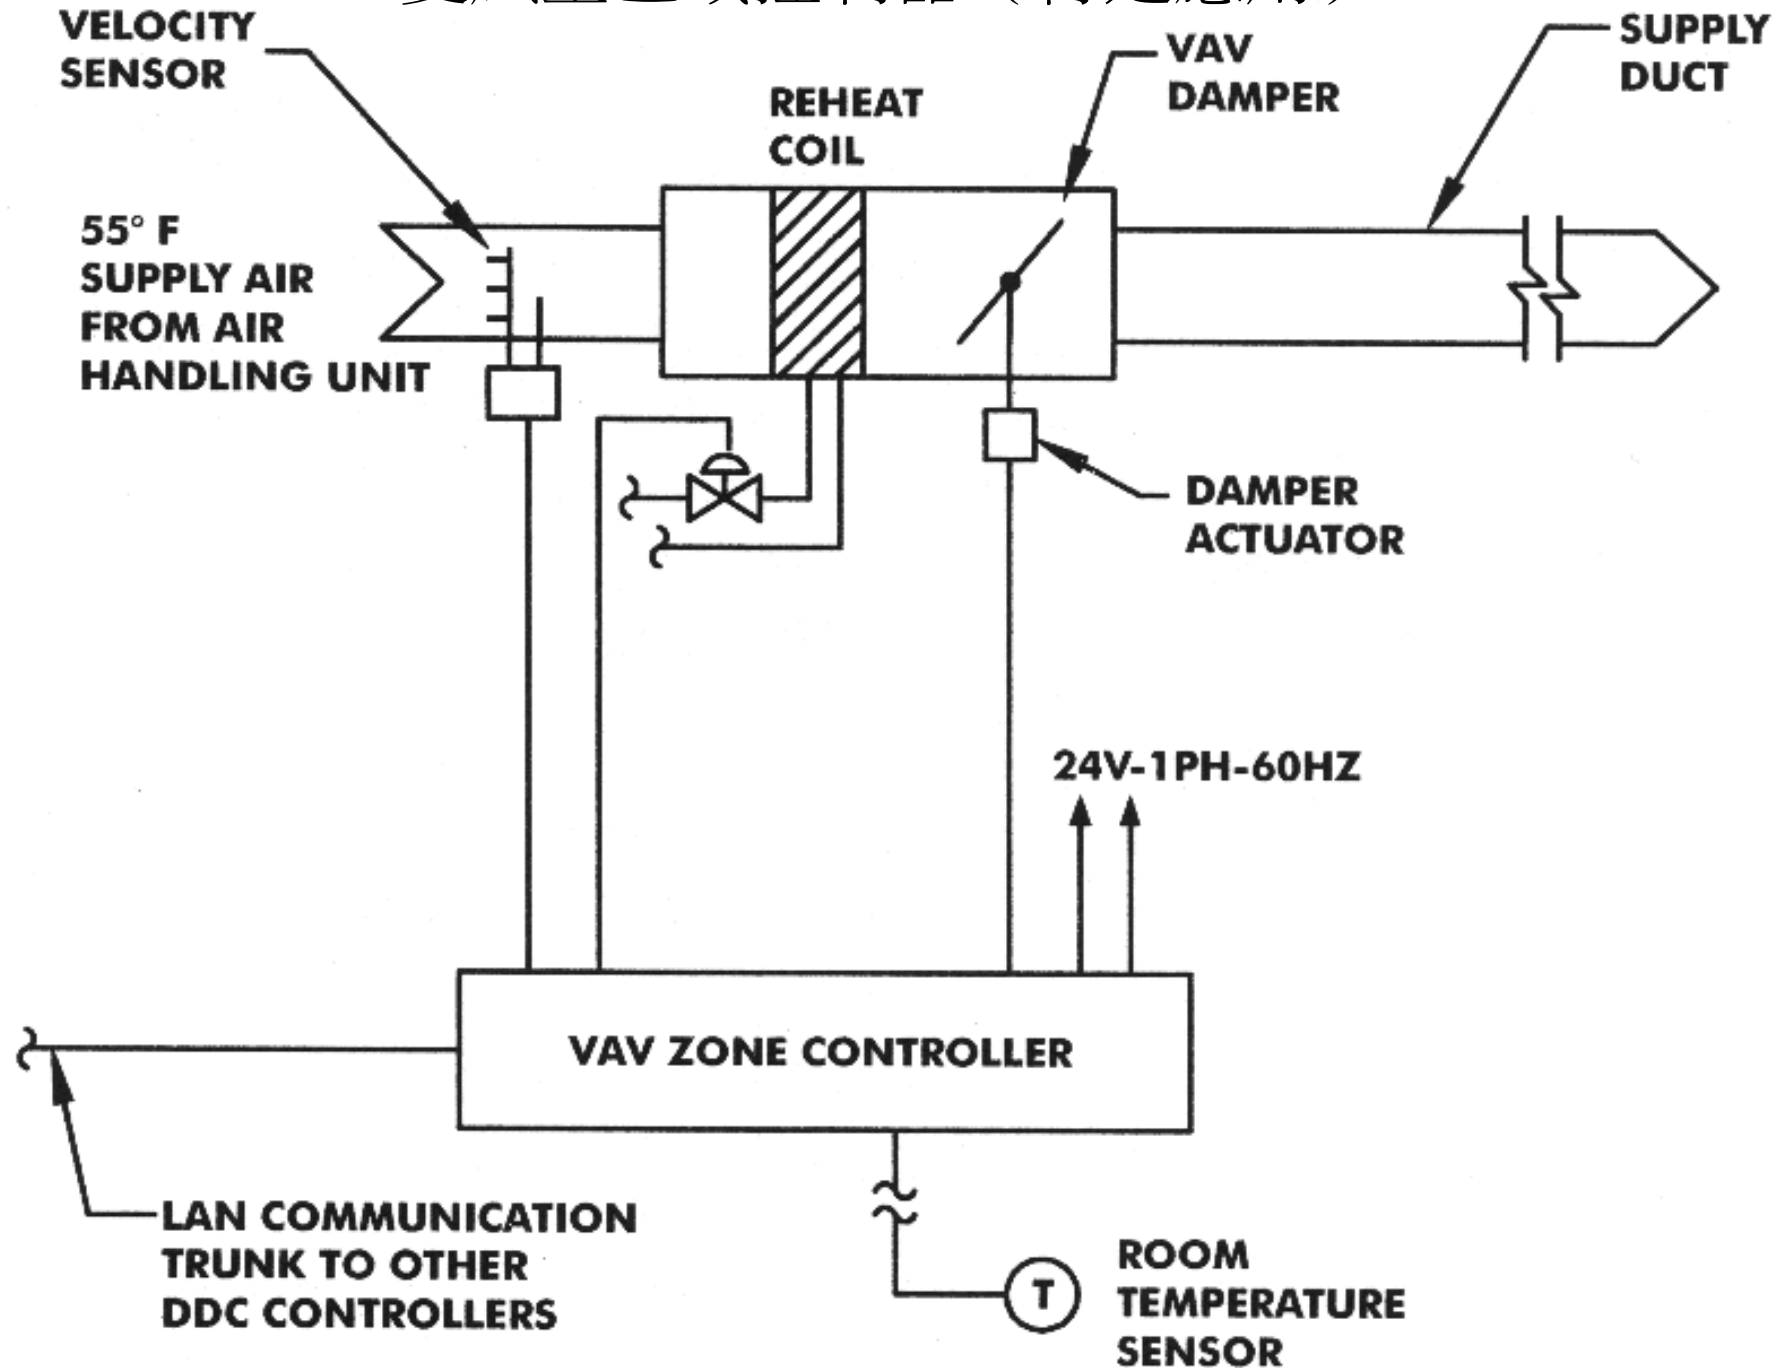 VELOCITY
SENSOR
VAV
DAMPER
SUPPLY
DUCT
REHEAT
COIL
55° F
SUPPLY AIR
FROM AIR
HANDLING UNIT
DAMPER
ACTUATOR
24V-1PH-60HZ
VAV ZONE CONTROLLER
LAN COMMUNICATION
TRUNK TO OTHER
DDC CONTROLLERS
T
ROOM
TEMPERATURE
SENSOR